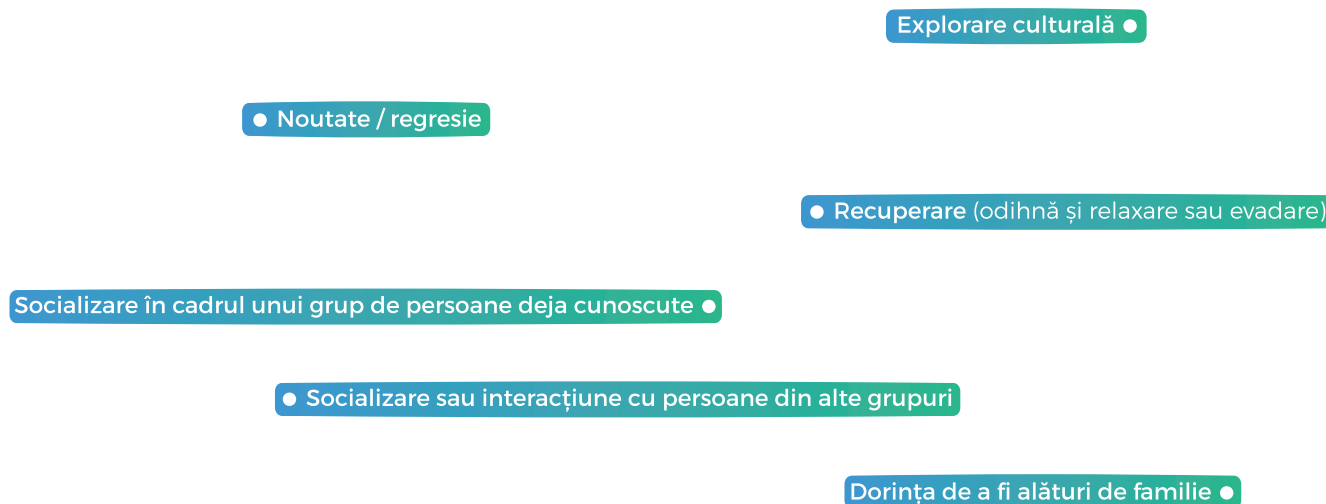 Explorare culturală
Noutate / regresie
Recuperare (odihnă și relaxare sau evadare)
Socializare în cadrul unui grup de persoane deja cunoscute
Socializare sau interacțiune cu persoane din alte grupuri
Dorința de a fi alături de familie